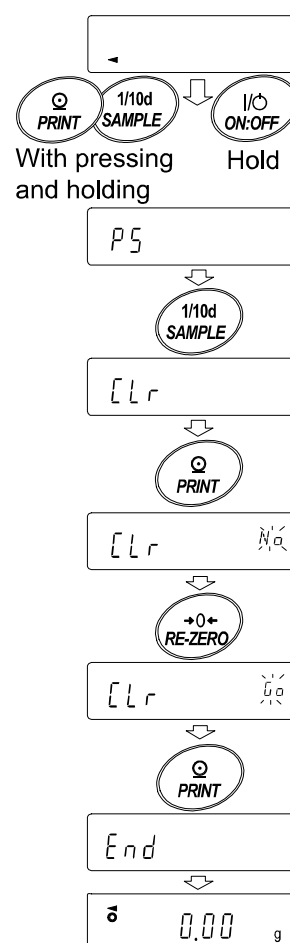 1/10d I/
PRINT SAMPLE ON:OFF
With pressing Hold
and holding
PS
1/10d
SAMPLE
CLr
PRINT
CLr No
→0←
RE-ZERO
CLr Go
PRINT
End
0.00 g